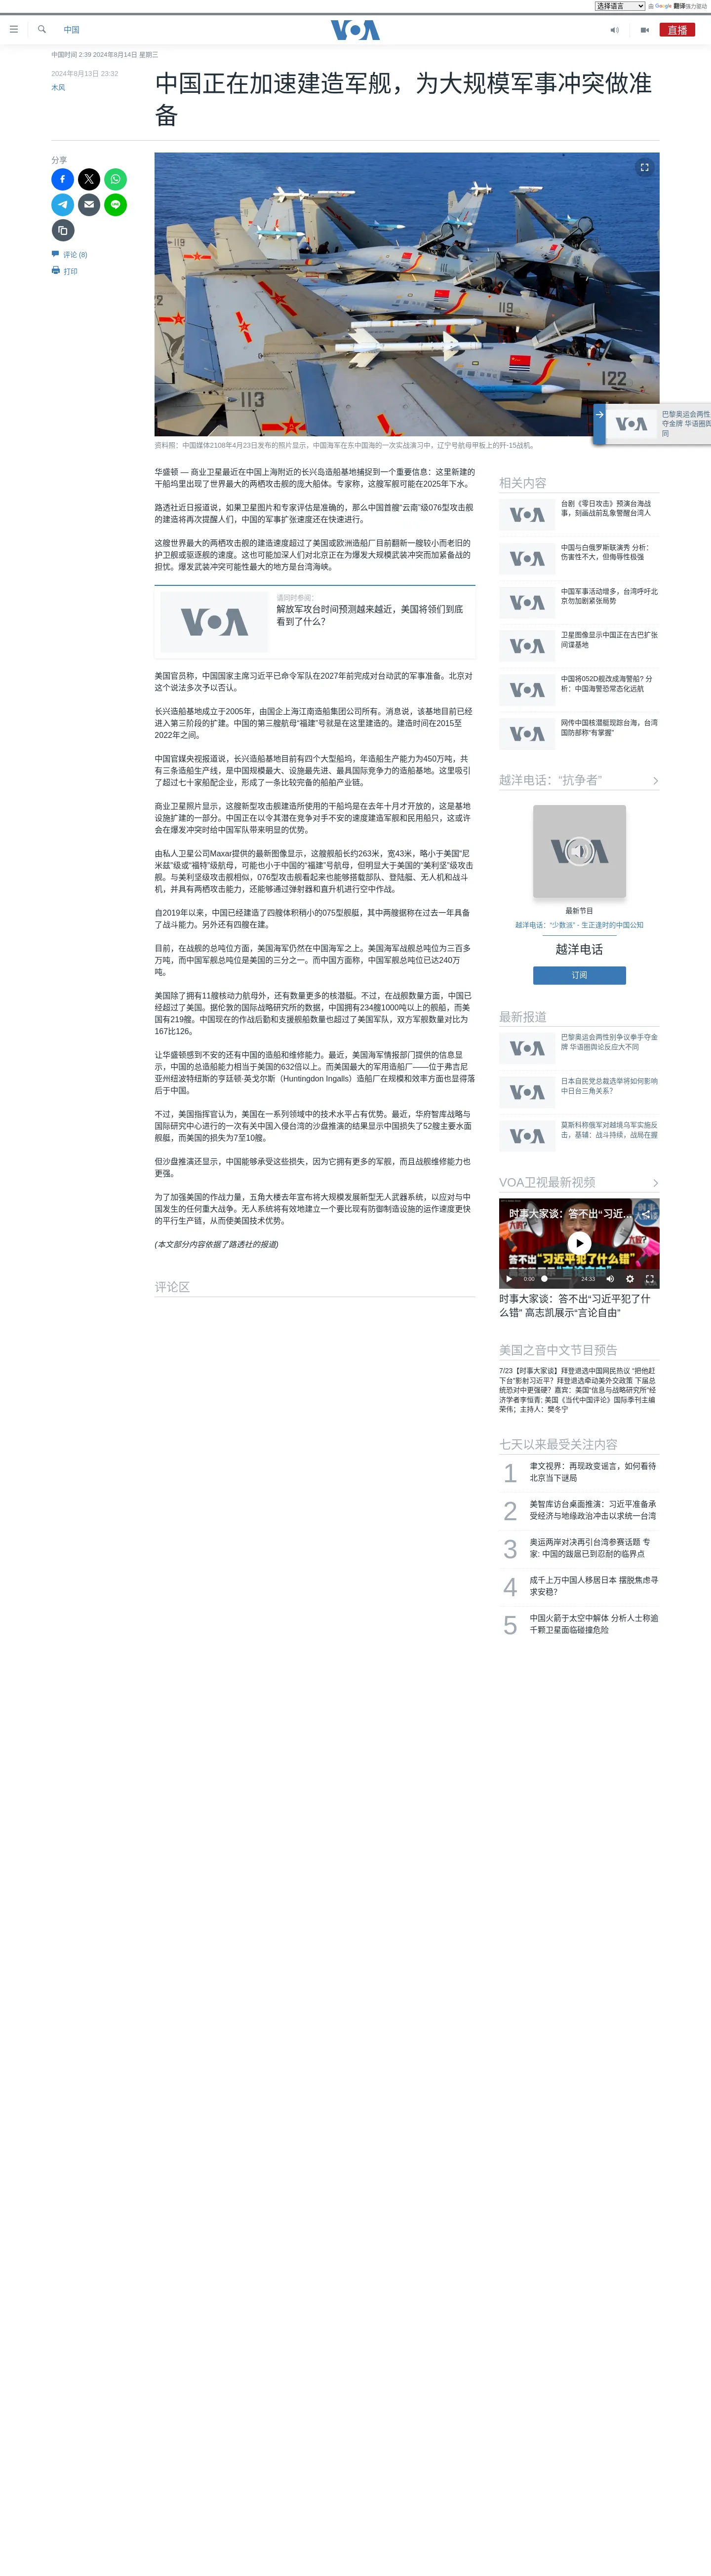 选择语言 由 Google 翻译强力驱动
中国 VOA 直播
中国时间 2:39 2024年8月14日 星期三
2024年8月13日 23:32
木风
中国正在加速建造军舰，为大规模军事冲突做准
备
分享
评论 (8)
打印
119
112
113
122
资料照：中国媒体2108年4月23日发布的照片显示，中国海军在东中国海的一次实战演习中，辽宁号航母甲板上的歼-15战机。
VOA
巴黎奥运会两性
夺金牌 华语圈舆
同
华盛顿 — 商业卫星最近在中国上海附近的长兴岛造船基地捕捉到一个重要信息：这里新建的
干船坞里出现了世界最大的两栖攻击舰的庞大船体。专家称，这艘军舰可能在2025年下水。
路透社近日报道说，如果卫星图片和专家评估是准确的，那么中国首艘“云南”级076型攻击舰
的建造将再次提醒人们，中国的军事扩张速度还在快速进行。
这艘世界最大的两栖攻击舰的建造速度超过了美国或欧洲造船厂目前翻新一艘较小而老旧的
护卫舰或驱逐舰的速度。这也可能加深人们对北京正在为爆发大规模武装冲突而加紧备战的
担忧。爆发武装冲突可能性最大的地方是台湾海峡。
VOA
请同时参阅：
解放军攻台时间预测越来越近，美国将领们到底
看到了什么？
美国官员称，中国国家主席习近平已命令军队在2027年前完成对台动武的军事准备。北京对
这个说法多次予以否认。
长兴造船基地成立于2005年，由国企上海江南造船集团公司所有。消息说，该基地目前已经
进入第三阶段的扩建。中国的第三艘航母“福建”号就是在这里建造的。建造时间在2015至
2022年之间。
中国官媒央视报道说，长兴造船基地目前有四个大型船坞，年造船生产能力为450万吨，共
有三条造船生产线，是中国规模最大、设施最先进、最具国际竞争力的造船基地。这里吸引
了超过七十家船配企业，形成了一条比较完备的船舶产业链。
商业卫星照片显示，这艘新型攻击舰建造所使用的干船坞是在去年十月才开放的，这是基地
设施扩建的一部分。中国正在以令其潜在竞争对手不安的速度建造军舰和民用船只，这或许
会在爆发冲突时给中国军队带来明显的优势。
由私人卫星公司Maxar提供的最新图像显示，这艘舰船长约263米，宽43米，略小于美国“尼
米兹”级或“福特”级航母，可能也小于中国的“福建”号航母，但明显大于美国的“美利坚”级攻击
舰。与美利坚级攻击舰相似，076型攻击舰看起来也能够搭载部队、登陆艇、无人机和战斗
机，并具有两栖攻击能力，还能够通过弹射器和直升机进行空中作战。
自2019年以来，中国已经建造了四艘体积稍小的075型舰艇，其中两艘据称在过去一年具备
了战斗能力。另外还有四艘在建。
目前，在战舰的总吨位方面，美国海军仍然在中国海军之上。美国海军战舰总吨位为三百多
万吨，而中国军舰总吨位是美国的三分之一。而中国方面称，中国军舰总吨位已达240万
吨。
美国除了拥有11艘核动力航母外，还有数量更多的核潜艇。不过，在战舰数量方面，中国已
经超过了美国。据伦敦的国际战略研究所的数据，中国拥有234艘1000吨以上的舰船，而美
国有219艘。中国现在的作战后勤和支援舰船数量也超过了美国军队，双方军舰数量对比为
167比126。
让华盛顿感到不安的还有中国的造船和维修能力。最近，美国海军情报部门提供的信息显
示，中国的总造船能力相当于美国的632倍以上。而美国最大的军用造船厂——位于弗吉尼
亚州纽波特纽斯的亨廷顿·英戈尔斯（Huntingdon Ingalls）造船厂在规模和效率方面也显得落
后于中国。
不过，美国指挥官认为，美国在一系列领域中的技术水平占有优势。最近，华府智库战略与
国际研究中心进行的一次有关中国入侵台湾的沙盘推演的结果显示中国损失了52艘主要水面
舰艇，而美国的损失为7至10艘。
但沙盘推演还显示，中国能够承受这些损失，因为它拥有更多的军舰，而且战舰维修能力也
更强。
为了加强美国的作战力量，五角大楼去年宣布将大规模发展新型无人武器系统，以应对与中
国发生的任何重大战争。无人系统将有效地建立一个要比现有防御制造设施的运作速度更快
的平行生产链，从而使美国技术优势。
(本文部分内容依据了路透社的报道)
评论区
相关内容
VOA
台剧《零日攻击》预演台海战
事，刻画战前乱象警醒台湾人
VOA
中国与白俄罗斯联演秀 分析：
伤害性不大，但侮辱性极强
VOA
中国军事活动增多，台湾呼吁北
京勿加剧紧张局势
VOA
卫星图像显示中国正在古巴扩张
间谍基地
VOA
中国将052D舰改成海警船? 分
析：中国海警恐常态化远航
VOA
网传中国核潜艇现踪台海，台湾
国防部称“有掌握”
越洋电话：“抗争者”
VOA
最新节目
越洋电话：“少数派” - 生正逢时的中国公知
越洋电话
订阅
最新报道
VOA
巴黎奥运会两性别争议拳手夺金
牌 华语圈舆论反应大不同
VOA
日本自民党总裁选举将如何影响
中日台三角关系？
VOA
莫斯科称俄军对越境乌军实施反
击，基辅：战斗持续，战局在握
VOA卫视最新视频
时事大家谈：答不出“习近...
答不出“习近平犯了什么错”
0:00 24:33
时事大家谈：答不出“习近平犯了什
么错” 高志凯展示“言论自由”
美国之音中文节目预告
7/23【时事大家谈】拜登退选中国网民热议 “把他赶
下台”影射习近平？拜登退选牵动美外交政策 下届总
统恐对中更强硬？嘉宾：美国“信息与战略研究所”经
济学者李恒青; 美国《当代中国评论》国际季刊主编
荣伟；主持人：樊冬宁
七天以来最受关注内容
1 聿文视界：再现政变谣言，如何看待
北京当下谜局
2 美智库访台桌面推演：习近平准备承
受经济与地缘政治冲击以求统一台湾
3 奥运两岸对决再引台湾参赛话题 专
家: 中国的跋扈已到忍耐的临界点
4 成千上万中国人移居日本 摆脱焦虑寻
求安稳？
5 中国火箭于太空中解体 分析人士称逾
千颗卫星面临碰撞危险